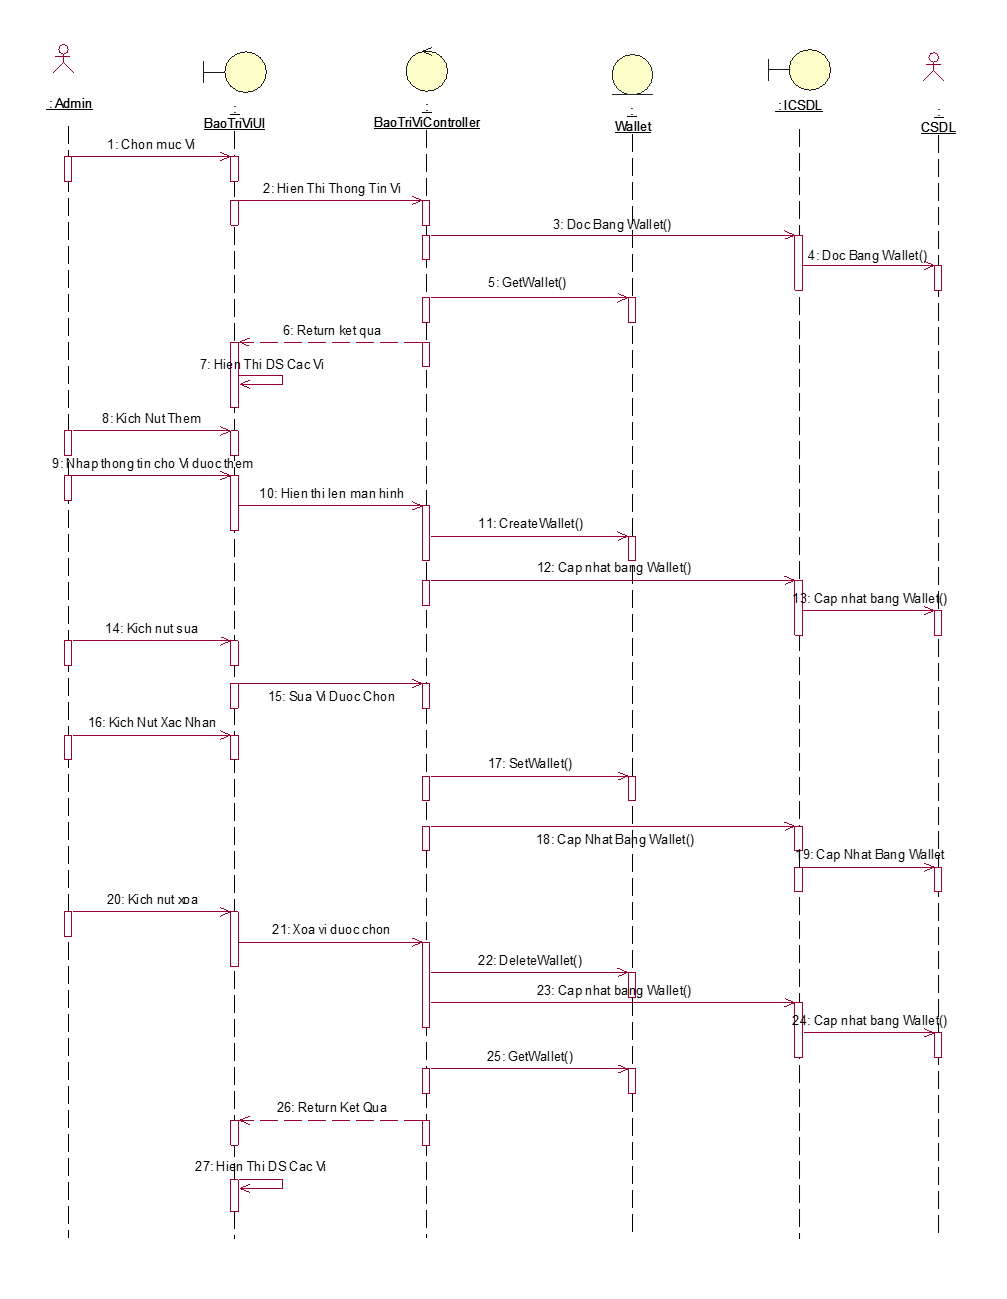 : Admin
:
BaoTriViUI
:
BaoTriViController
:
Wallet
: ICSDL
:
CSDL
1: Chon muc Vi
2: Hien Thi Thong Tin Vi
3: Doc Bang Wallet()
4: Doc Bang Wallet()
5: GetWallet()
6: Return ket qua
7: Hien Thi DS Cac Vi
8: Kich Nut Them
9: Nhap thong tin cho Vi duoc them
10: Hien thi len man hinh
11: CreateWallet()
12: Cap nhat bang Wallet()
13: Cap nhat bang Wallet()
14: Kich nut sua
15: Sua Vi Duoc Chon
16: Kich Nut Xac Nhan
17: SetWallet()
18: Cap Nhat Bang Wallet()
19: Cap Nhat Bang Wallet
20: Kich nut xoa
21: Xoa vi duoc chon
22: DeleteWallet()
23: Cap nhat bang Wallet()
24: Cap nhat bang Wallet()
25: GetWallet()
26: Return Ket Qua
27: Hien Thi DS Cac Vi